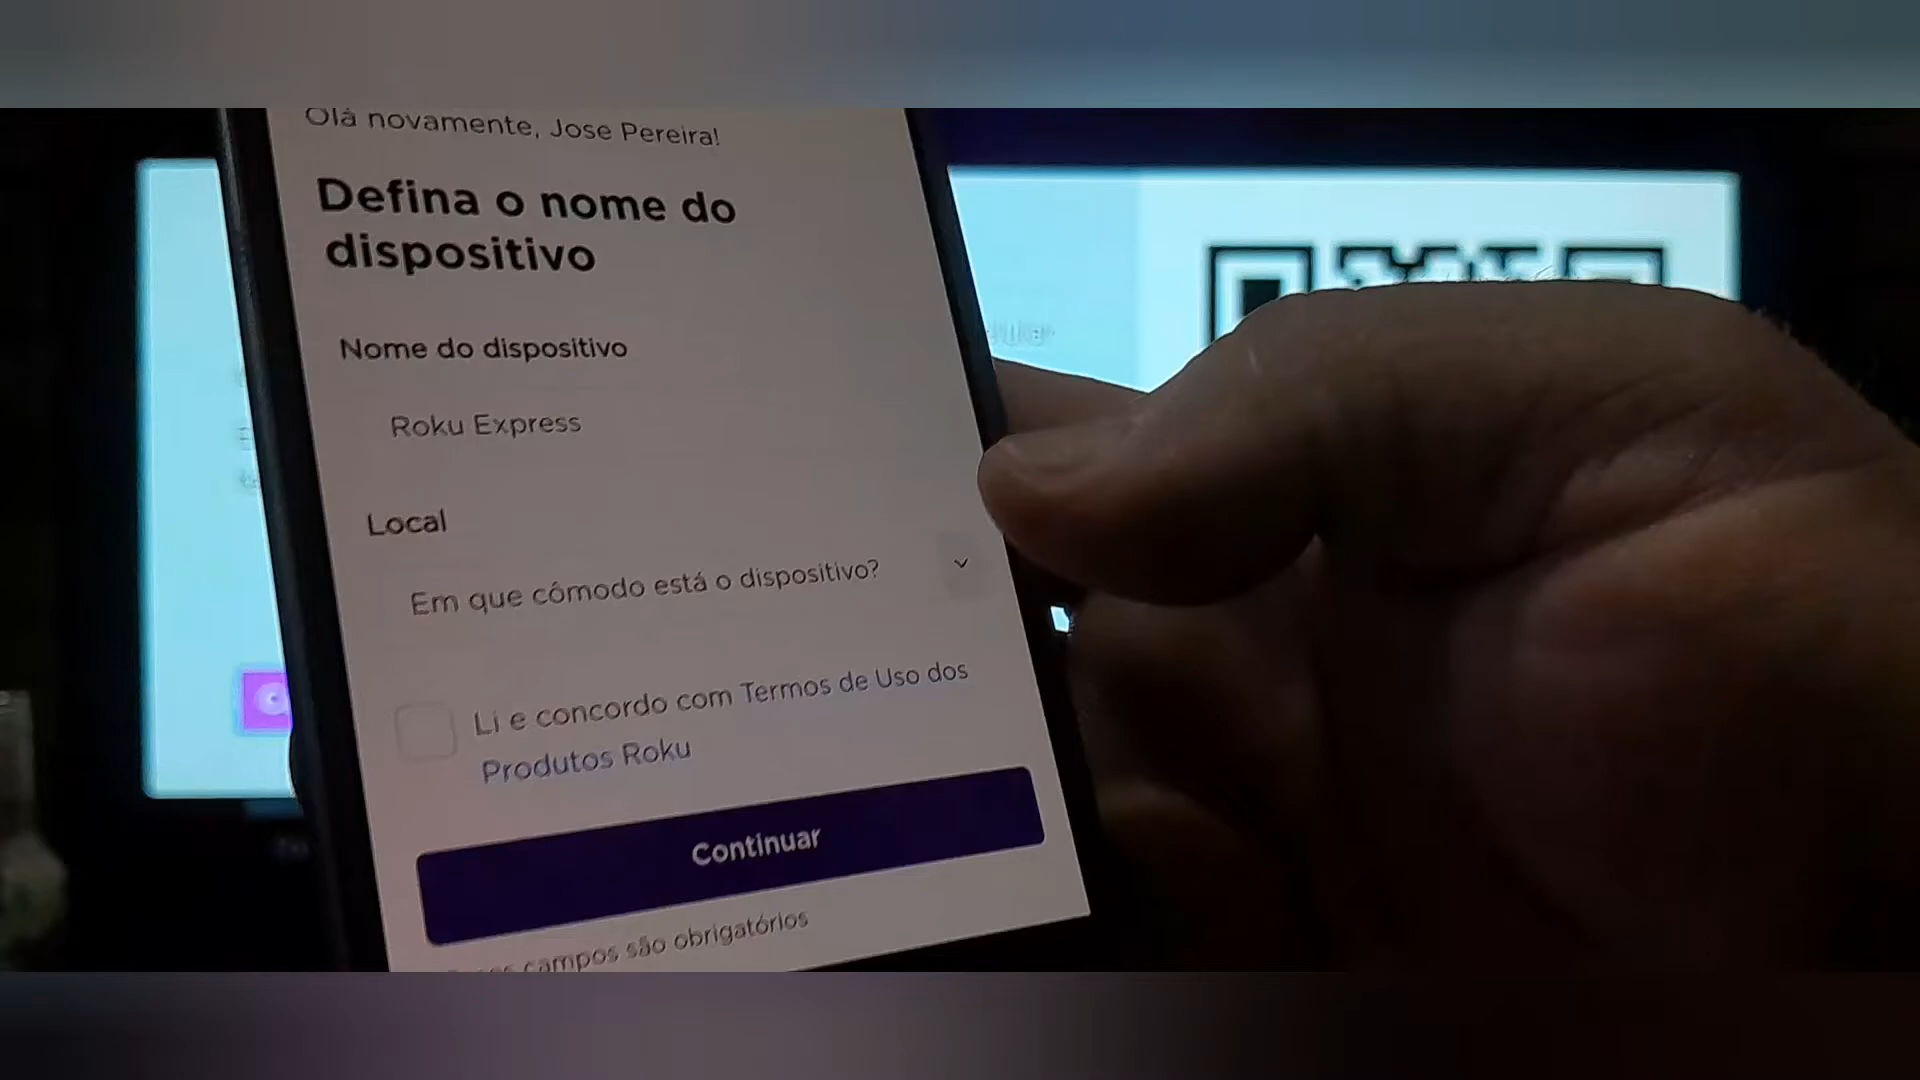 Olá novamente, Jose Pereira!
Defina o nome do
dispositivo
Nome do dispositivo
Roku Express
Local
Em que cômodo está o dispositivo?
Li e concordo com Termos de Uso dos
Produtos Roku
Continuar
campos são obrigatórios